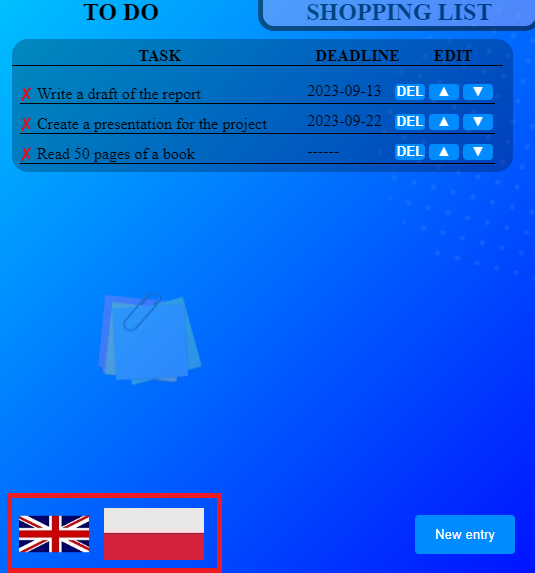 TO DO
SHOPPING LIST
TASK DEADLINE EDIT
✗ Write a draft of the report 2023-09-13 DEL ▲ ▼
✗ Create a presentation for the project 2023-09-22 DEL ▲ ▼
✗ Read 50 pages of a book ------ DEL ▲ ▼
New entry